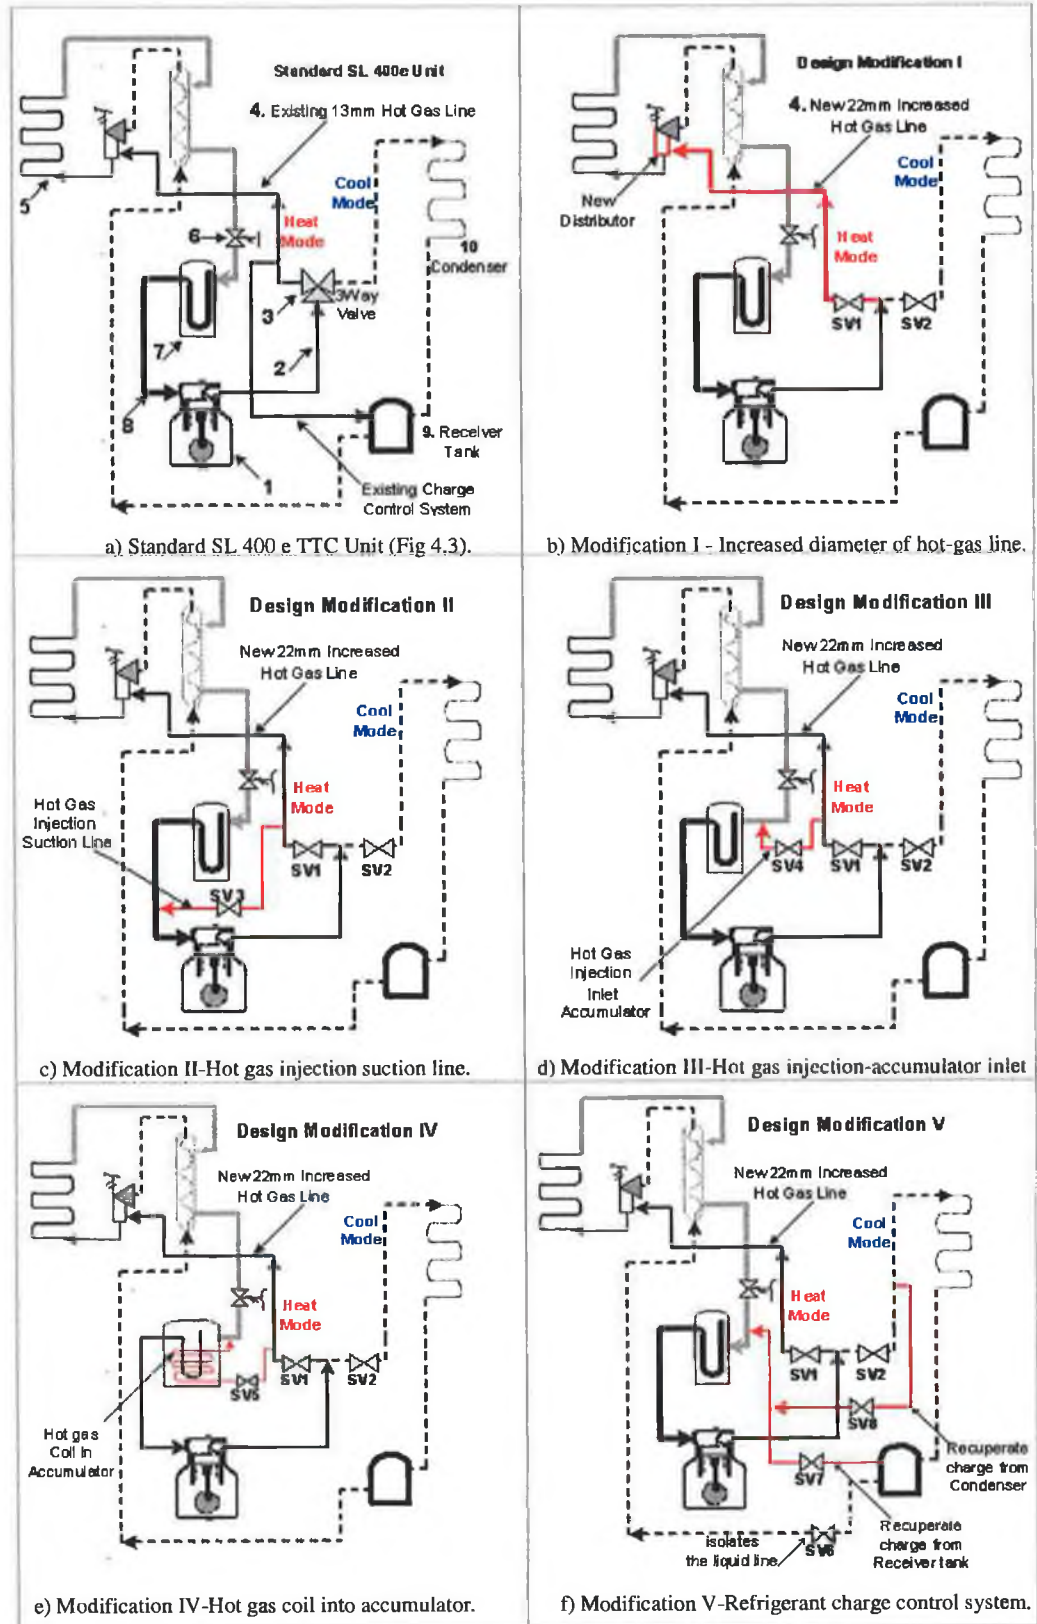 Standard SL 400e Unit
4. Existing 13mm Hot Gas Line
Cool
Mode
5
6
Heat
Mode
10
Condenser
3Way
Valve
3
7
2
8
9. Receiver
Tank
1
Existing Charge
Control System
a) Standard SL 400 e TTC Unit (Fig 4.3).
Design Modification I
4. New 22mm Increased
Hot Gas Line
Cool
Mode
New
Distributor
Heat
Mode
SV1
SV2
b) Modification I - Increased diameter of hot-gas line.
Design Modification II
New 22mm Increased
Hot Gas Line
Cool
Mode
Heat
Mode
Hot Gas
Injection
Suction Line
SV1
SV2
SV3
c) Modification II-Hot gas injection suction line.
Design Modification III
New 22mm Increased
Hot Gas Line
Cool
Mode
Heat
Mode
SV4
SV1
SV2
Hot Gas
Injection
Inlet
Accumulator
d) Modification III-Hot gas injection-accumulator inlet
Design Modification IV
New 22mm Increased
Hot Gas Line
Cool
Mode
Heat
Mode
SV1
SV2
SV5
Hot gas
Coil In
Accumulator
e) Modification IV-Hot gas coil into accumulator.
Design Modification V
New 22mm Increased
Hot Gas Line
Cool
Mode
Heat
Mode
SV1
SV2
SV8
SV7
Recuperate
charge from
Condenser
isolates
the liquid line
SV6
Recuperate
charge from
Receiver tank
f) Modification V-Refrigerant charge control system.